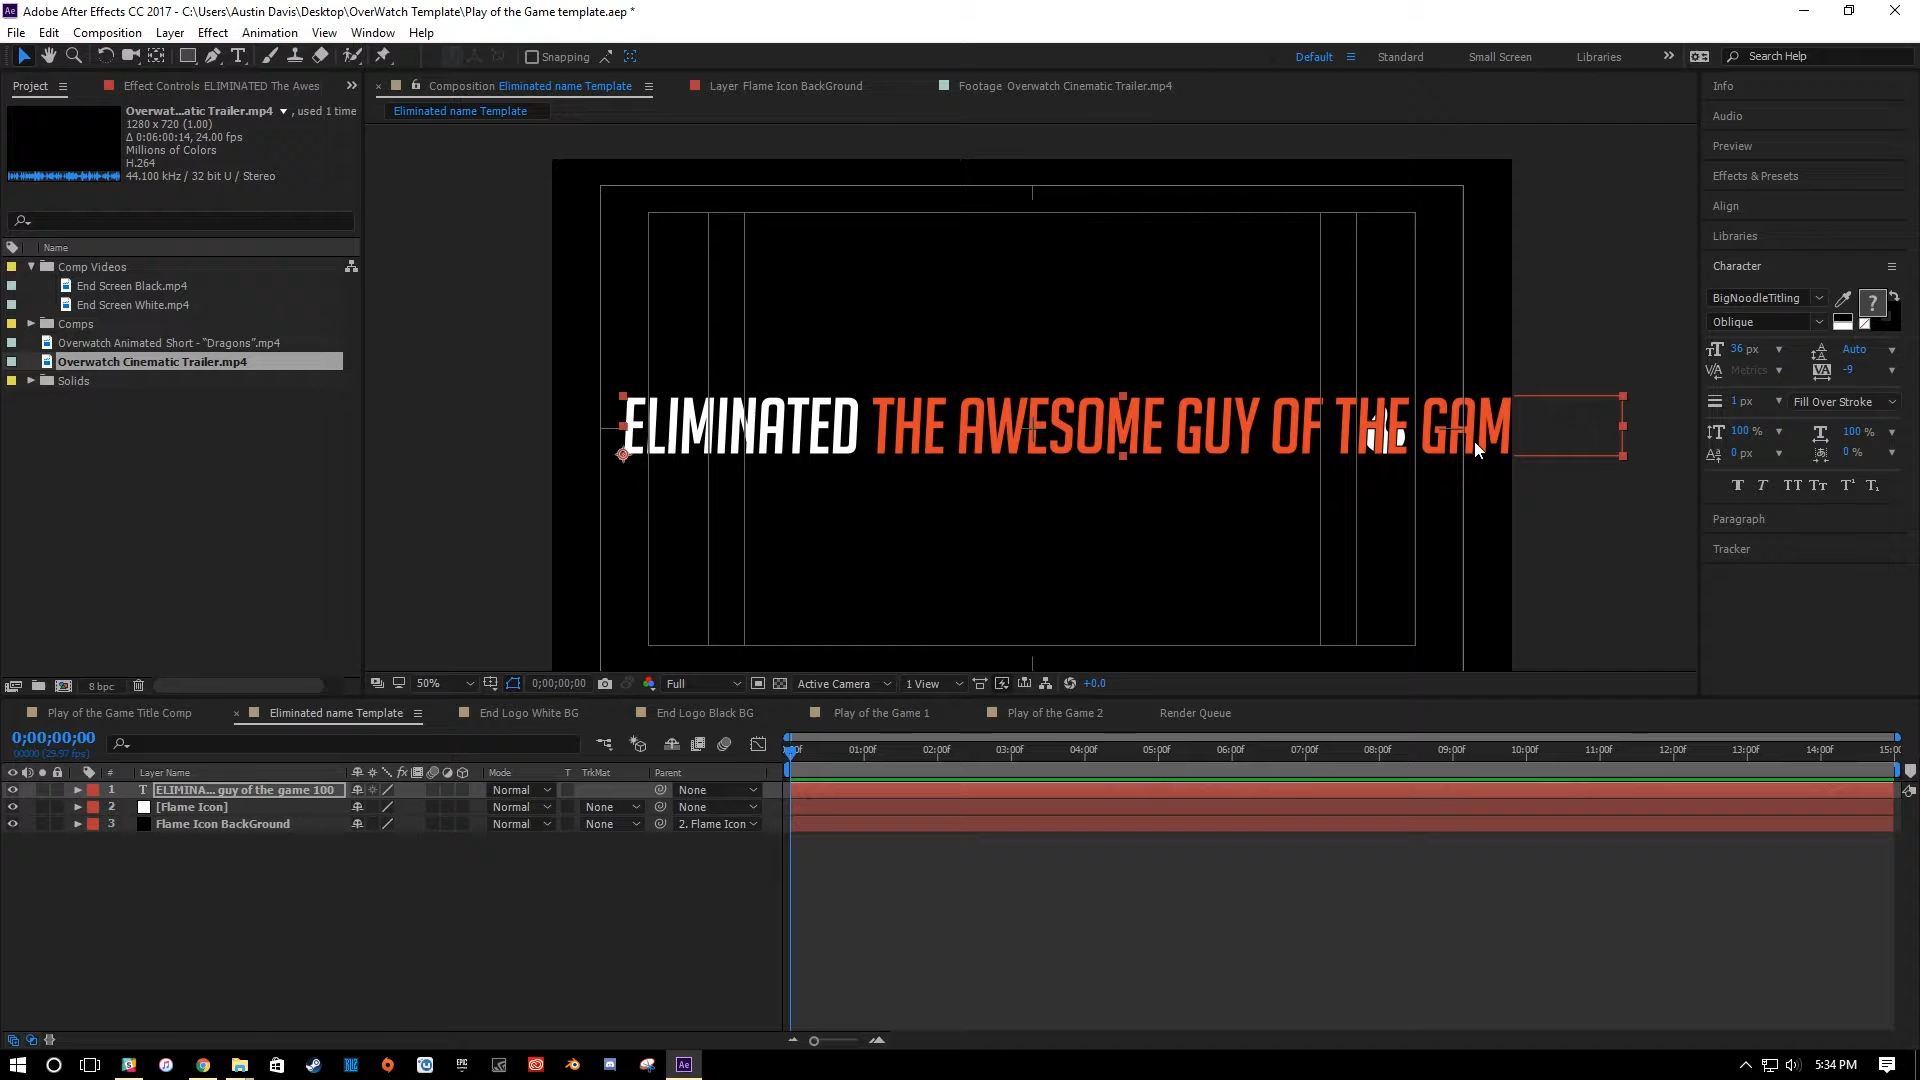 Adobe After Effects CC 2017 - C:\Users\Austin Davis\Desktop\OverWatch Template\Play of the Game template.aep *
File Edit Composition Layer Effect Animation View Window Help
Snapping
Default Standard Small Screen Libraries Search Help
Project Effect Controls ELIMINATED The Awes
Composition Eliminated name Template
Layer Flame Icon BackGround
Footage Overwatch Cinematic Trailer.mp4
Eliminated name Template
Overwat...atic Trailer.mp4 , used 1 time
1280 x 720 (1.00)
Δ 0:06:00:14, 24.00 fps
Millions of Colors
H.264
44.100 kHz / 32 bit U / Stereo
Name
Comp Videos
End Screen Black.mp4
End Screen White.mp4
Comps
Overwatch Animated Short - “Dragons”.mp4
Overwatch Cinematic Trailer.mp4
Solids
8 bpc
ELIMINATED THE AWESOME GUY OF THE GAM
50% 0;00;00;00 Full Active Camera 1 View +0.0
Info
Audio
Preview
Effects & Presets
Align
Libraries
Character
BigNoodleTitling
Oblique
36 px Auto
Metrics -9
1 px Fill Over Stroke
100 % 100 %
0 px 0 %
T T TT Tт T¹ T₁
Paragraph
Tracker
Play of the Game Title Comp Eliminated name Template End Logo White BG End Logo Black BG Play of the Game 1 Play of the Game 2 Render Queue
0;00;00;00
00000 (29.97 fps)
01:00f 02:00f 03:00f 04:00f 05:00f 06:00f 07:00f 08:00f 09:00f 10:00f 11:00f 12:00f 13:00f 14:00f 15:00
# Layer Name Mode T TrkMat Parent
1 T ELIMINA... guy of the game 100 Normal None
2 [Flame Icon] Normal None None
3 Flame Icon BackGround Normal None 2. Flame Icon
Ae 5:34 PM